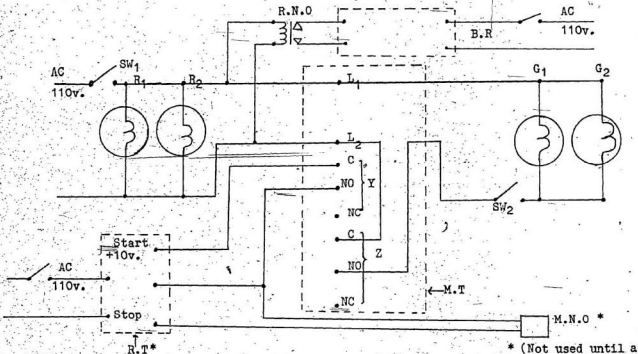 R.N.O
AC
110v.
B.R
AC
110v.
SW1
R1
R2
L1
G1
G2
L2
C
NO
Y
NC
C
Z
NO
NC
SW2
M.T
Start
+10v.
AC
110v.
Stop
R.T*
M.N.O *
* (Not used until a